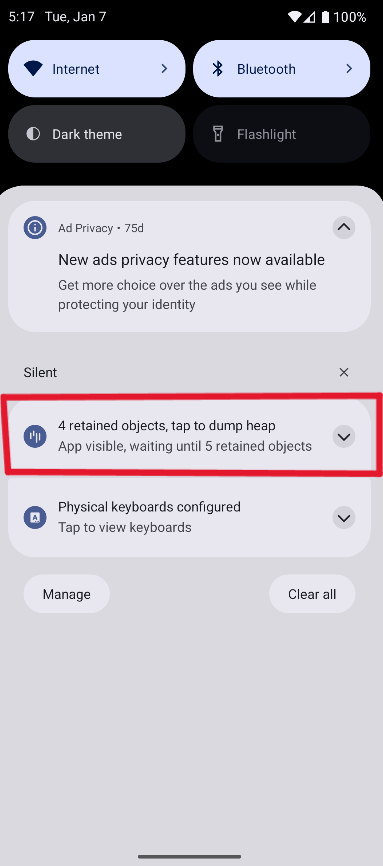 5:17 Tue, Jan 7 100%
Internet
Bluetooth
Dark theme
Flashlight
Ad Privacy • 75d
New ads privacy features now available
Get more choice over the ads you see while
protecting your identity
Silent
4 retained objects, tap to dump heap
App visible, waiting until 5 retained objects
Physical keyboards configured
Tap to view keyboards
Manage
Clear all